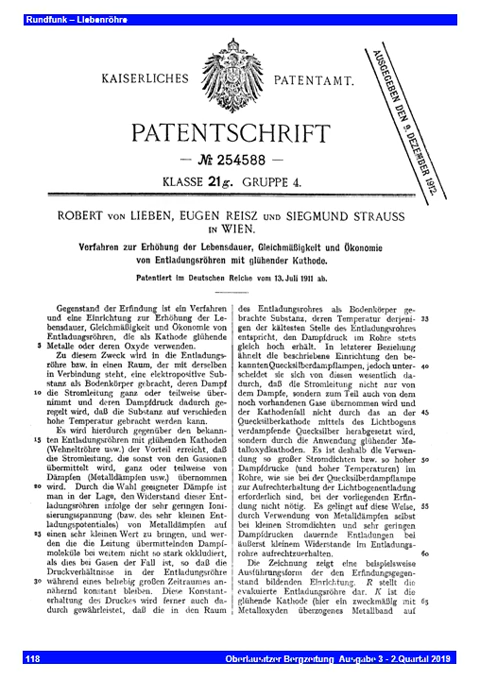 Rundfunk – Liebenröhre
KAISERLICHES PATENTAMT.
AUSGEGEBEN DEN 9. DEZEMBER 1912.
PATENTSCHRIFT
— № 254588 —
KLASSE 21g. GRUPPE 4.
ROBERT VON LIEBEN, EUGEN REISZ UND SIEGMUND STRAUSS
IN WIEN.
Verfahren zur Erhöhung der Lebensdauer, Gleichmäßigkeit und Ökonomie
von Entladungsröhren mit glühender Kathode.
Patentiert im Deutschen Reiche vom 13. Juli 1911 ab.
Gegenstand der Erfindung ist ein Verfahren
und eine Einrichtung zur Erhöhung der Le-
bensdauer, Gleichmäßigkeit und Ökonomie von
Entladungsröhren, die als Kathode glühende
5 Metalle oder deren Oxyde verwenden.
Zu diesem Zweck wird in die Entladungs-
röhre bzw. in einen Raum, der mit derselben
in Verbindung steht, eine elektropositive Sub-
stanz als Bodenkörper gebracht, deren Dampf
10 die Stromleitung ganz oder teilweise über-
nimmt und deren Dampfdruck dadurch ge-
regelt wird, daß die Substanz auf verschieden
hohe Temperatur gebracht werden kann.
Es wird hierdurch gegenüber den bekann-
15 ten Entladungsröhren mit glühenden Kathoden
(Wehneltröhre usw.) der Vorteil erreicht, daß
die Stromleitung, die sonst von den Gasionen
übermittelt wird, ganz oder teilweise von
Dämpfen (Metalldämpfen usw.) übernommen
20 wird. Durch die Wahl geeigneter Dämpfe ist
man in der Lage, den Widerstand dieser Ent-
ladungsröhren infolge der sehr geringen Ioni-
sierungsspannung (bzw. des sehr kleinen Ent-
ladungspotentiales) von Metalldämpfen auf
25 einen sehr kleinen Wert zu bringen, und wer-
den die die Leitung übermittelnden Dampf-
moleküle bei weitem nicht so stark okkludiert,
als dies bei Gasen der Fall ist, so daß die
Druckverhältnisse in der Entladungsröhre
30 während eines beliebig großen Zeitraumes an-
nähernd konstant bleiben. Diese Konstant-
erhaltung des Druckes wird ferner auch da-
durch gewährleistet, daß die in den Raum
des Entladungsrohres als Bodenkörper ge-
brachte Substanz, deren Temperatur derjeni- 35
gen der kältesten Stelle des Entladungsrohres
entspricht, den Dampfdruck im Rohre stets
gleich hoch erhält. In letzterer Beziehung
ähnelt die beschriebene Einrichtung den be-
kannten Quecksilberdampflampen, jedoch unter- 40
scheidet sie sich von diesen wesentlich da-
durch, daß die Stromleitung nicht nur von
dem Dampfe, sondern zum Teil auch von dem
noch vorhandenen Gase übernommen wird und
der Kathodenfall nicht durch das an der 45
Quecksilberkathode mittels des Lichtbogens
verdampfende Quecksilber herabgesetzt wird,
sondern durch die Anwendung glühender Me-
talloxydkathoden. Es ist deshalb die Verwen-
dung so großer Stromdichten bzw. so hoher 50
Dampfdrucke (und hoher Temperaturen) im
Rohre, wie sie bei der Quecksilberdampflampe
zur Aufrechterhaltung der Lichtbogenentladung
erforderlich sind, bei der vorliegenden Erfin-
dung nicht nötig. Es gelingt auf diese Weise, 55
durch Verwendung von Metalldämpfen selbst
bei kleinen Stromdichten und sehr geringen
Dampfdrucken dauernde Entladungen bei
äußerst kleinem Widerstande im Entladungs-
rohre aufrechtzuerhalten. 60
Die Zeichnung zeigt eine beispielsweise
Ausführungsform der den Erfindungsgegen-
stand bildenden Einrichtung. R stellt die
evakuierte Entladungsröhre dar. K ist die
glühende Kathode (hier ein zweckmäßig mit 65
Metalloxyden überzogenes Metallband auf
118 Oberlausitzer Bergzeitung Ausgabe 3 - 2.Quartal 2019